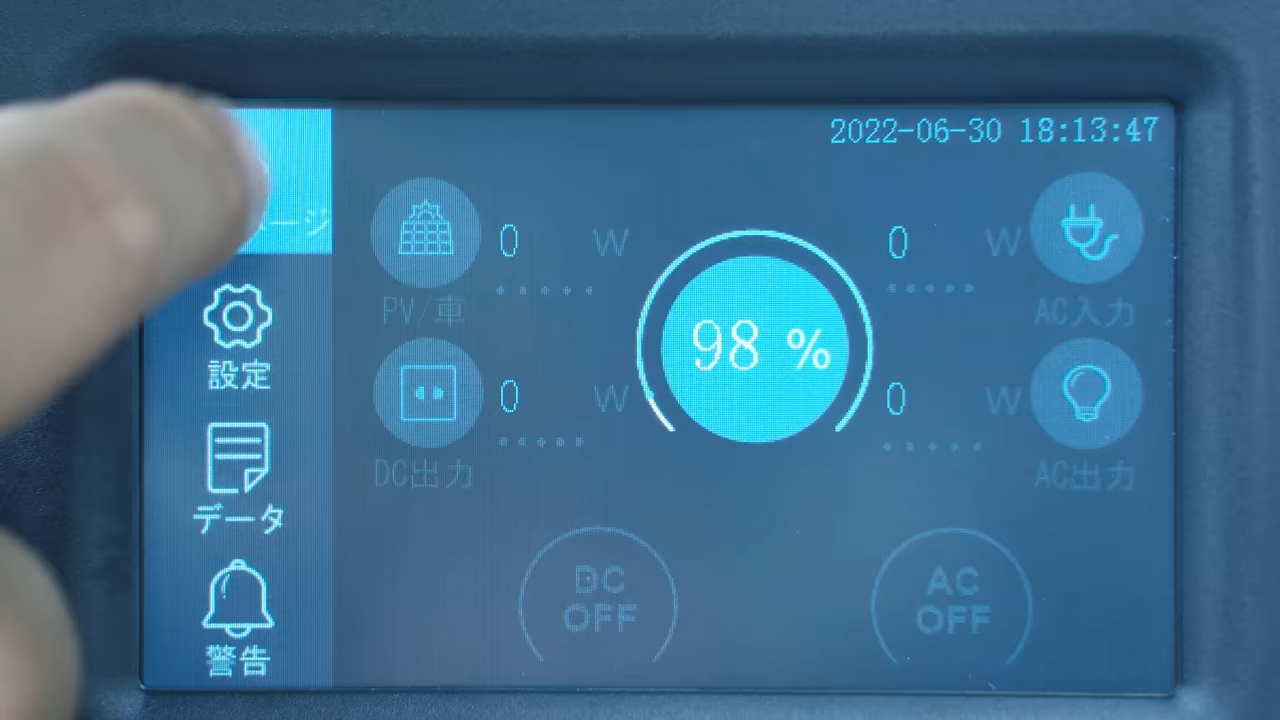 2022-06-30 18:13:47
ージ
設定
データ
警告
0 W
PV/車
0 W
DC出力
98 %
0 W
AC入力
0 W
AC出力
DC
OFF
AC
OFF